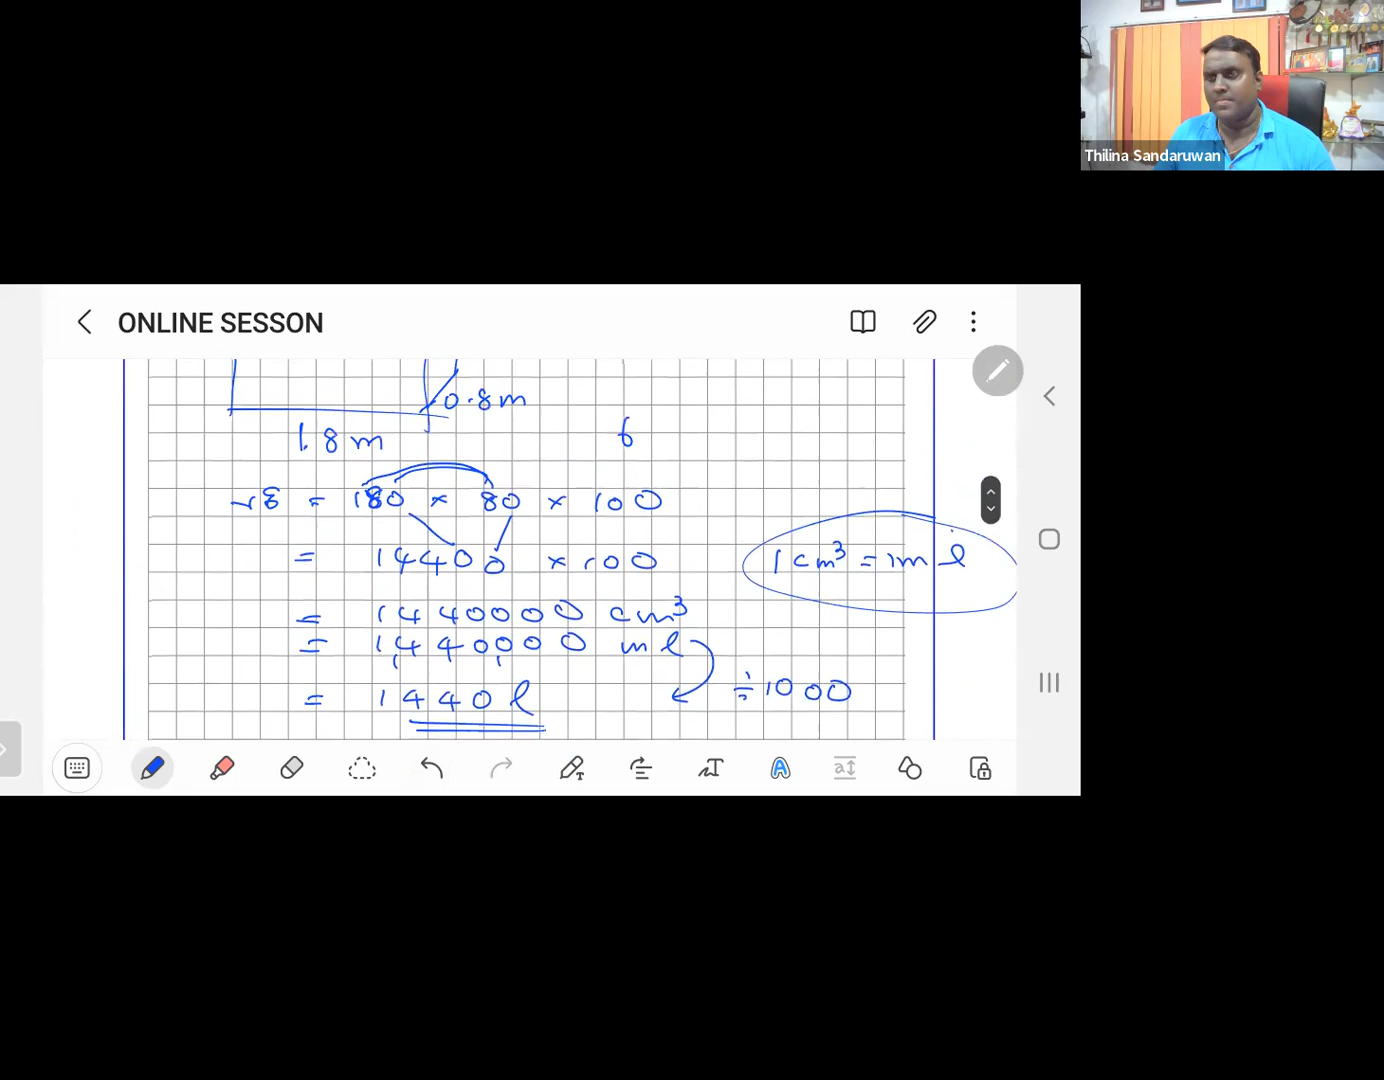 Thilina Sandaruwan
ONLINE SESSON
0.8m
1.8m
6
= 180 × 80 × 100
= 14400 × 100
1cm³ = 1ml
= 1440000 cm³
= 1440000 ml
÷1000
= 1440 l